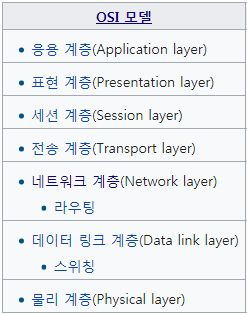 OSI 모델
응용 계층(Application layer)
표현 계층(Presentation layer)
세션 계층(Session layer)
전송 계층(Transport layer)
네트워크 계층(Network layer)
라우팅
데이터 링크 계층(Data link layer)
스위칭
물리 계층(Physical layer)